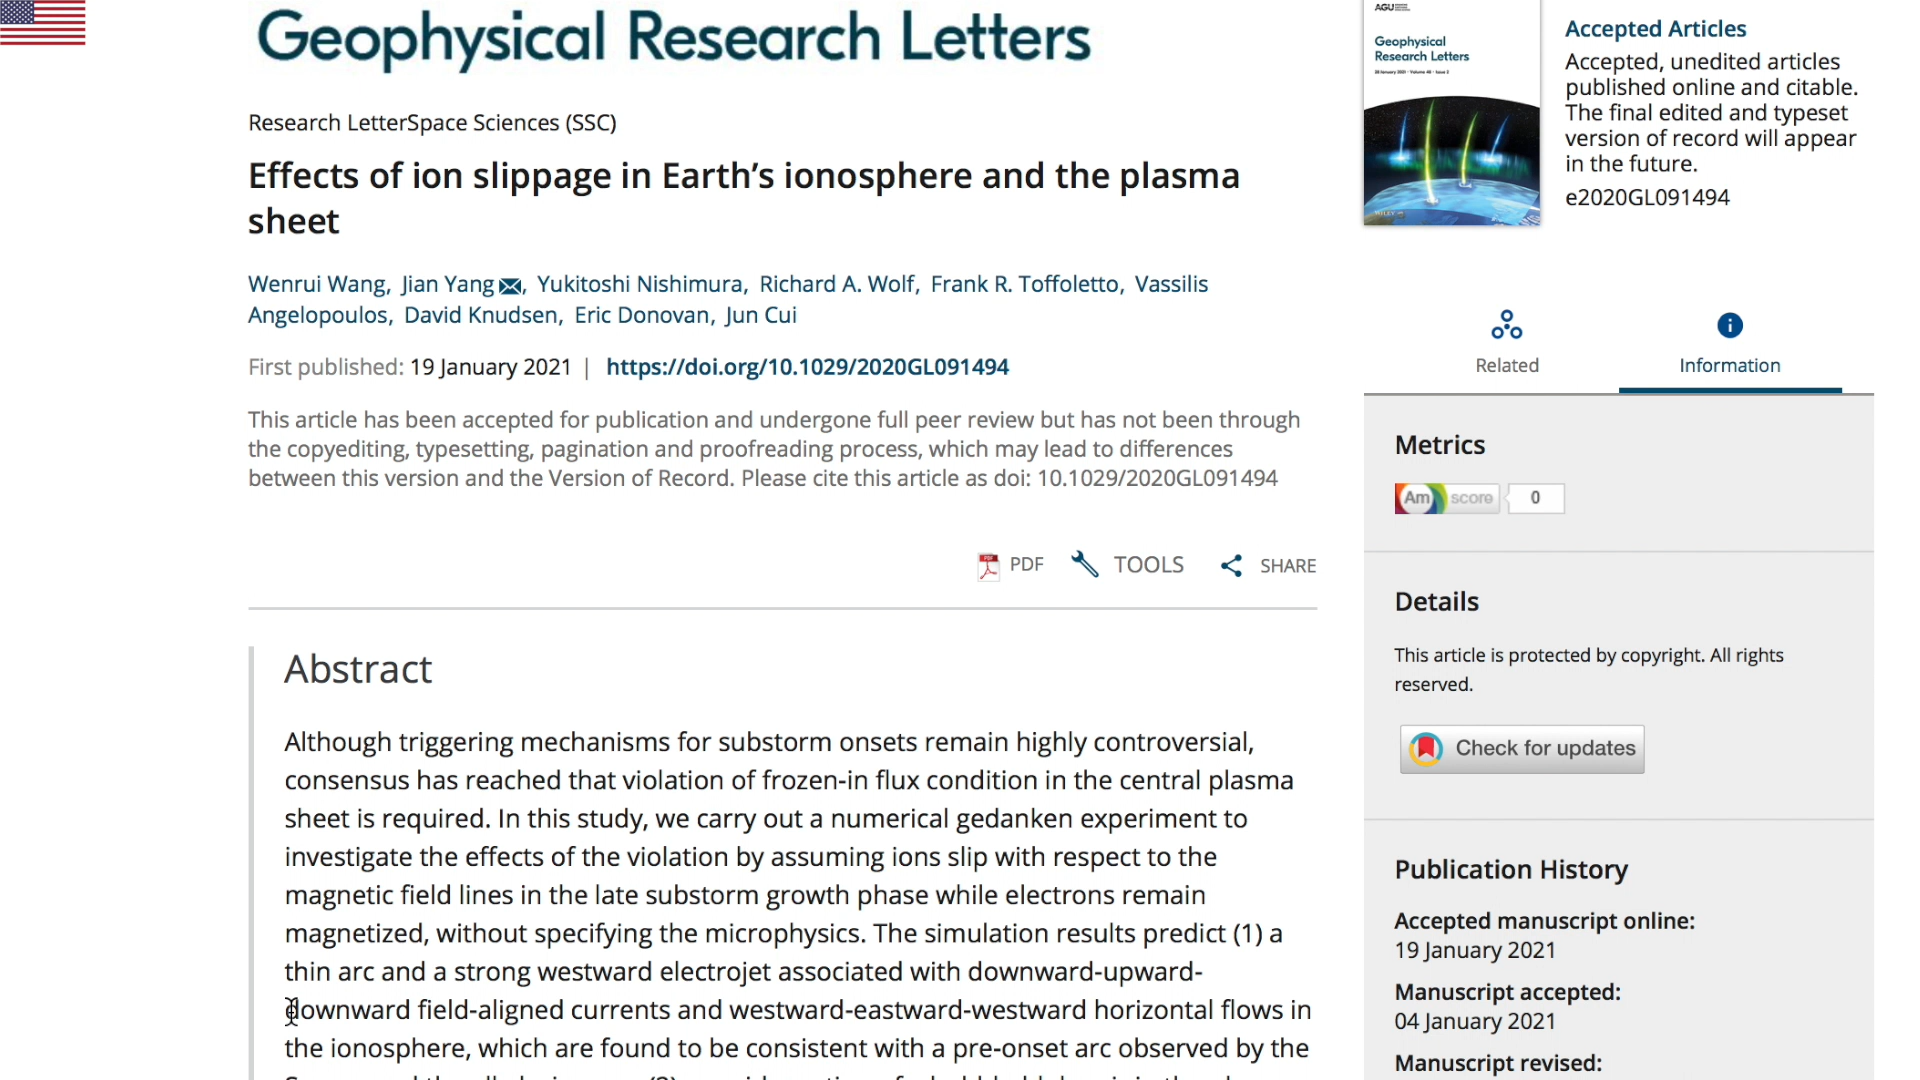 Geophysical Research Letters
Research LetterSpace Sciences (SSC)
Effects of ion slippage in Earth’s ionosphere and the plasma
sheet
Wenrui Wang, Jian Yang, Yukitoshi Nishimura, Richard A. Wolf, Frank R. Toffoletto, Vassilis
Angelopoulos, David Knudsen, Eric Donovan, Jun Cui
First published: 19 January 2021 | https://doi.org/10.1029/2020GL091494
This article has been accepted for publication and undergone full peer review but has not been through
the copyediting, typesetting, pagination and proofreading process, which may lead to differences
between this version and the Version of Record. Please cite this article as doi: 10.1029/2020GL091494
PDF TOOLS SHARE
Abstract
Although triggering mechanisms for substorm onsets remain highly controversial,
consensus has reached that violation of frozen-in flux condition in the central plasma
sheet is required. In this study, we carry out a numerical gedanken experiment to
investigate the effects of the violation by assuming ions slip with respect to the
magnetic field lines in the late substorm growth phase while electrons remain
magnetized, without specifying the microphysics. The simulation results predict (1) a
thin arc and a strong westward electrojet associated with downward-upward-
downward field-aligned currents and westward-eastward-westward horizontal flows in
the ionosphere, which are found to be consistent with a pre-onset arc observed by the
AGU
Geophysical
Research Letters
Accepted Articles
Accepted, unedited articles
published online and citable.
The final edited and typeset
version of record will appear
in the future.
e2020GL091494
Related
Information
Metrics
Am score 0
Details
This article is protected by copyright. All rights
reserved.
Check for updates
Publication History
Accepted manuscript online:
19 January 2021
Manuscript accepted:
04 January 2021
Manuscript revised: